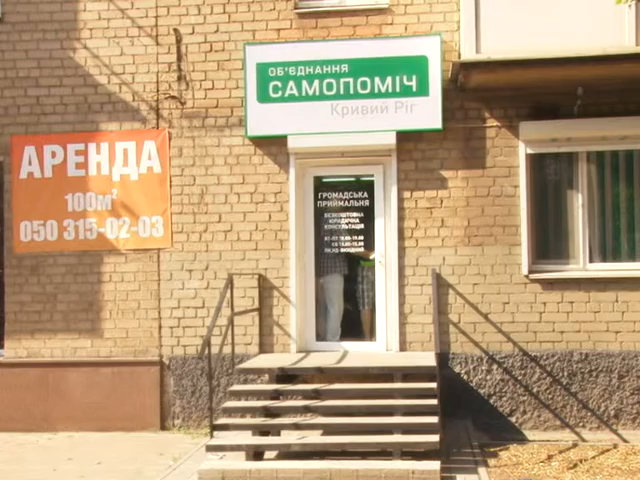 ОБ'ЄДНАННЯ
САМОПОМІЧ
Кривий Ріг
АРЕНДА
100м²
050 315-02-03
ГРОМАДСЬКА
ПРИЙМАЛЬНЯ
БЕЗКОШТОВНА
ЮРИДИЧНА
КОНСУЛЬТАЦІЯ